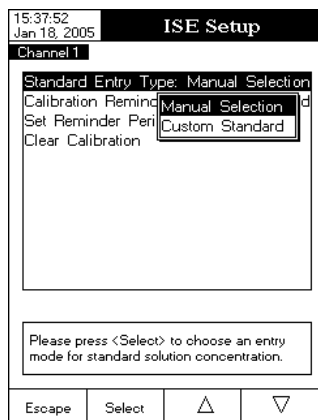 15:37:52
Jan 18, 2005
ISE Setup
Channel 1
Standard Entry Type: Manual Selection
Calibration
Manual Selection
Set Reminder
Custom Standard
Clear Calibration
Please press <Select> to choose an entry
mode for standard solution concentration.
Escape Select △ ▽